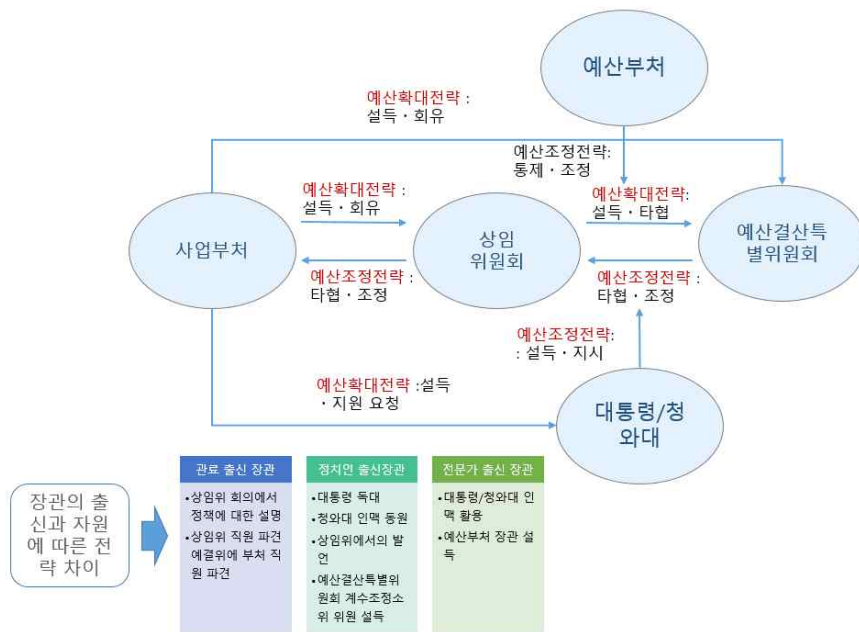 예산부처
예산확대전략 :
설득・회유
예산조정전략:
통제・조정
예산확대전략 :
설득・회유
예산확대전략:
설득・타협
사업부처
상임
위원회
예산결산특
별위원회
예산조정전략 :
타협・조정
예산조정전략:
타협・조정
예산조정전략:
: 설득・지시
예산확대전략 :설득
・지원 요청
대통령/청
와대
장관의 출
신과 자원
에 따른 전
략 차이
관료 출신 장관
•상임위 회의에서
정책에 대한 설명
•상임위 직원 파견
예결위에 부처 직
원 파견
정치인 출신장관
•대통령 독대
•청와대 인맥 동원
•상임위에서의 발
언
•예산결산특별위
원회 계수조정소
위 위원 설득
전문가 출신 장관
•대통령/청와대 인
맥 활용
•예산부처 장관 설
득